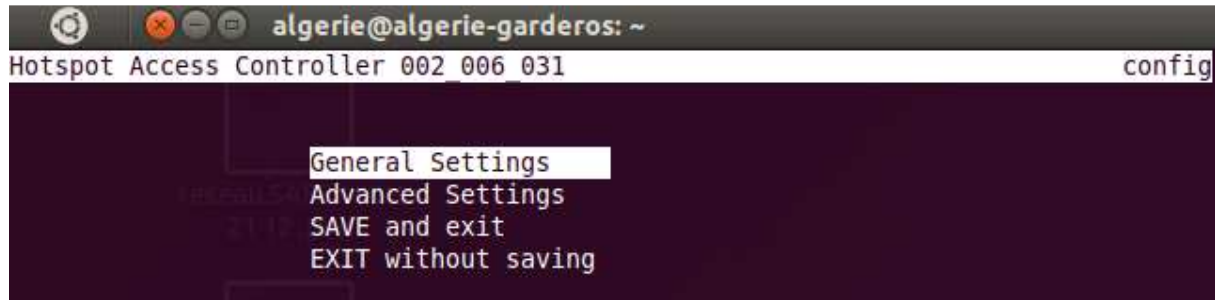 algerie@algerie-garderos: ~
Hotspot Access Controller 002_006_031 config
General Settings
Advanced Settings
SAVE and exit
EXIT without saving